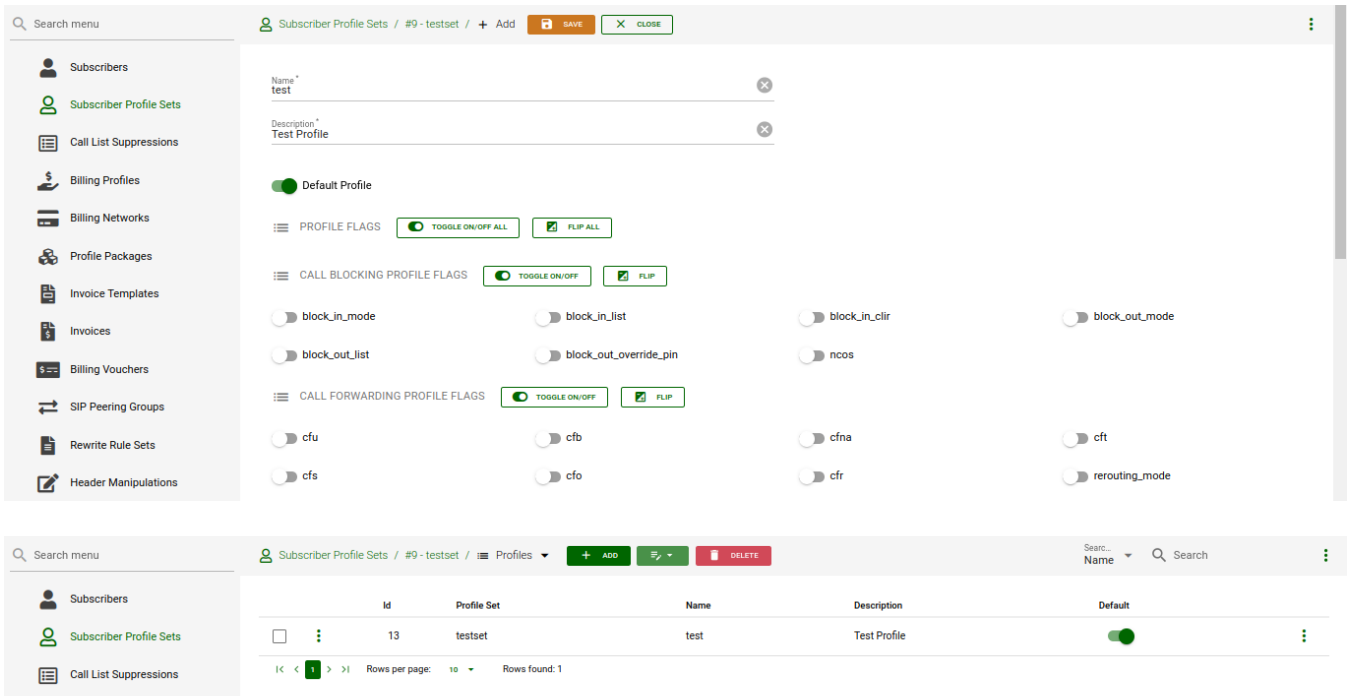 Search menu
Subscriber Profile Sets / #9 - testset / + Add SAVE CLOSE
Subscribers
Subscriber Profile Sets
Call List Suppressions
Billing Profiles
Billing Networks
Profile Packages
Invoice Templates
Invoices
Billing Vouchers
SIP Peering Groups
Rewrite Rule Sets
Header Manipulations
Name *
test
Description *
Test Profile
Default Profile
PROFILE FLAGS TOGGLE ON/OFF ALL FLIP ALL
CALL BLOCKING PROFILE FLAGS TOGGLE ON/OFF FLIP
block_in_mode block_in_list block_in_clir block_out_mode
block_out_list block_out_override_pin ncos
CALL FORWARDING PROFILE FLAGS TOGGLE ON/OFF FLIP
cfu cfb cfna cft
cfs cfo cfr rerouting_mode
Search menu
Subscriber Profile Sets / #9 - testset / Profiles + ADD DELETE
Searc...
Name
Search
Subscribers
Subscriber Profile Sets
Call List Suppressions
Id Profile Set Name Description Default
13 testset test Test Profile
1 Rows per page: 10 Rows found: 1